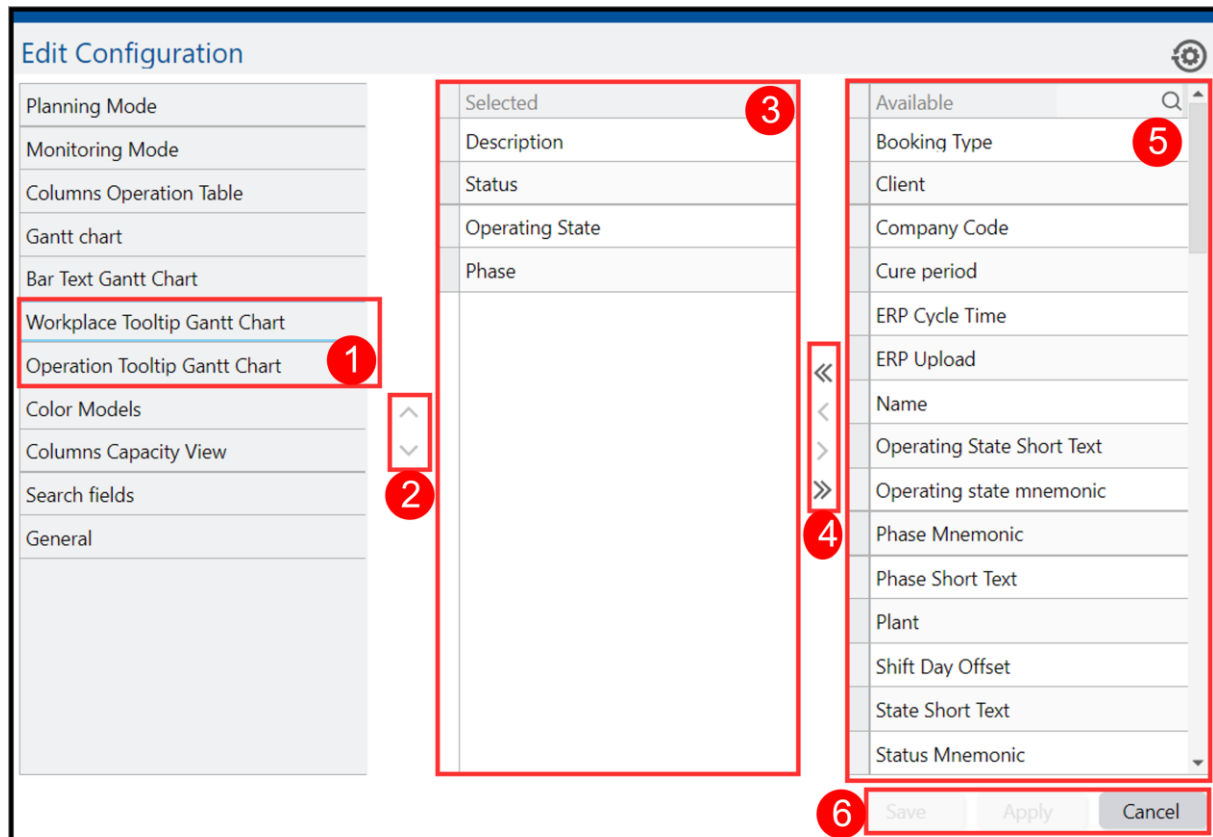 Edit Configuration
Planning Mode
Monitoring Mode
Columns Operation Table
Gantt chart
Bar Text Gantt Chart
Workplace Tooltip Gantt Chart
Operation Tooltip Gantt Chart
1
Color Models
Columns Capacity View
Search fields
General
2
Selected
3
Description
Status
Operating State
Phase
4
Available
5
Booking Type
Client
Company Code
Cure period
ERP Cycle Time
ERP Upload
Name
Operating State Short Text
Operating state mnemonic
Phase Mnemonic
Phase Short Text
Plant
Shift Day Offset
State Short Text
Status Mnemonic
6
Save
Apply
Cancel